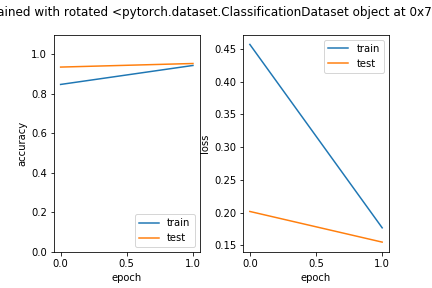 ained with rotated <pytorch.dataset.ClassificationDataset object at 0x7
1.0
0.8
0.6
0.4
0.2
0.0
accuracy
0.0
0.5
1.0
epoch
train
test
0.45
0.40
0.35
0.30
0.25
0.20
0.15
loss
0.0
0.5
1.0
epoch
train
test